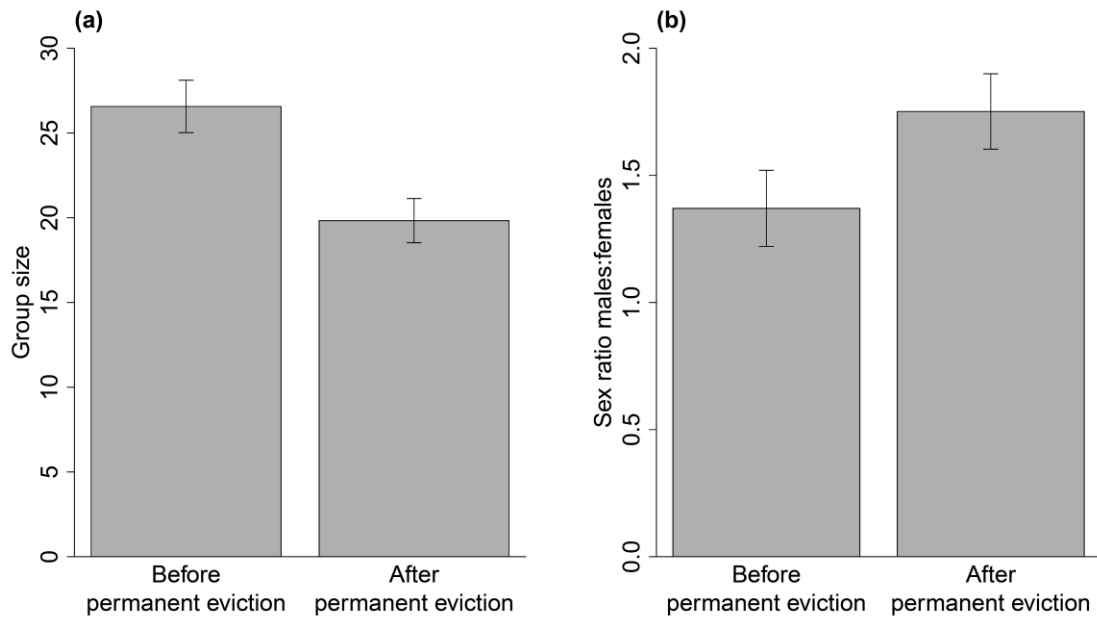 (a)
Group size
30
25
20
15
10
5
0
Before
permanent eviction
After
permanent eviction
(b)
Sex ratio males:females
2.0
1.5
1.0
0.5
0.0
Before
permanent eviction
After
permanent eviction